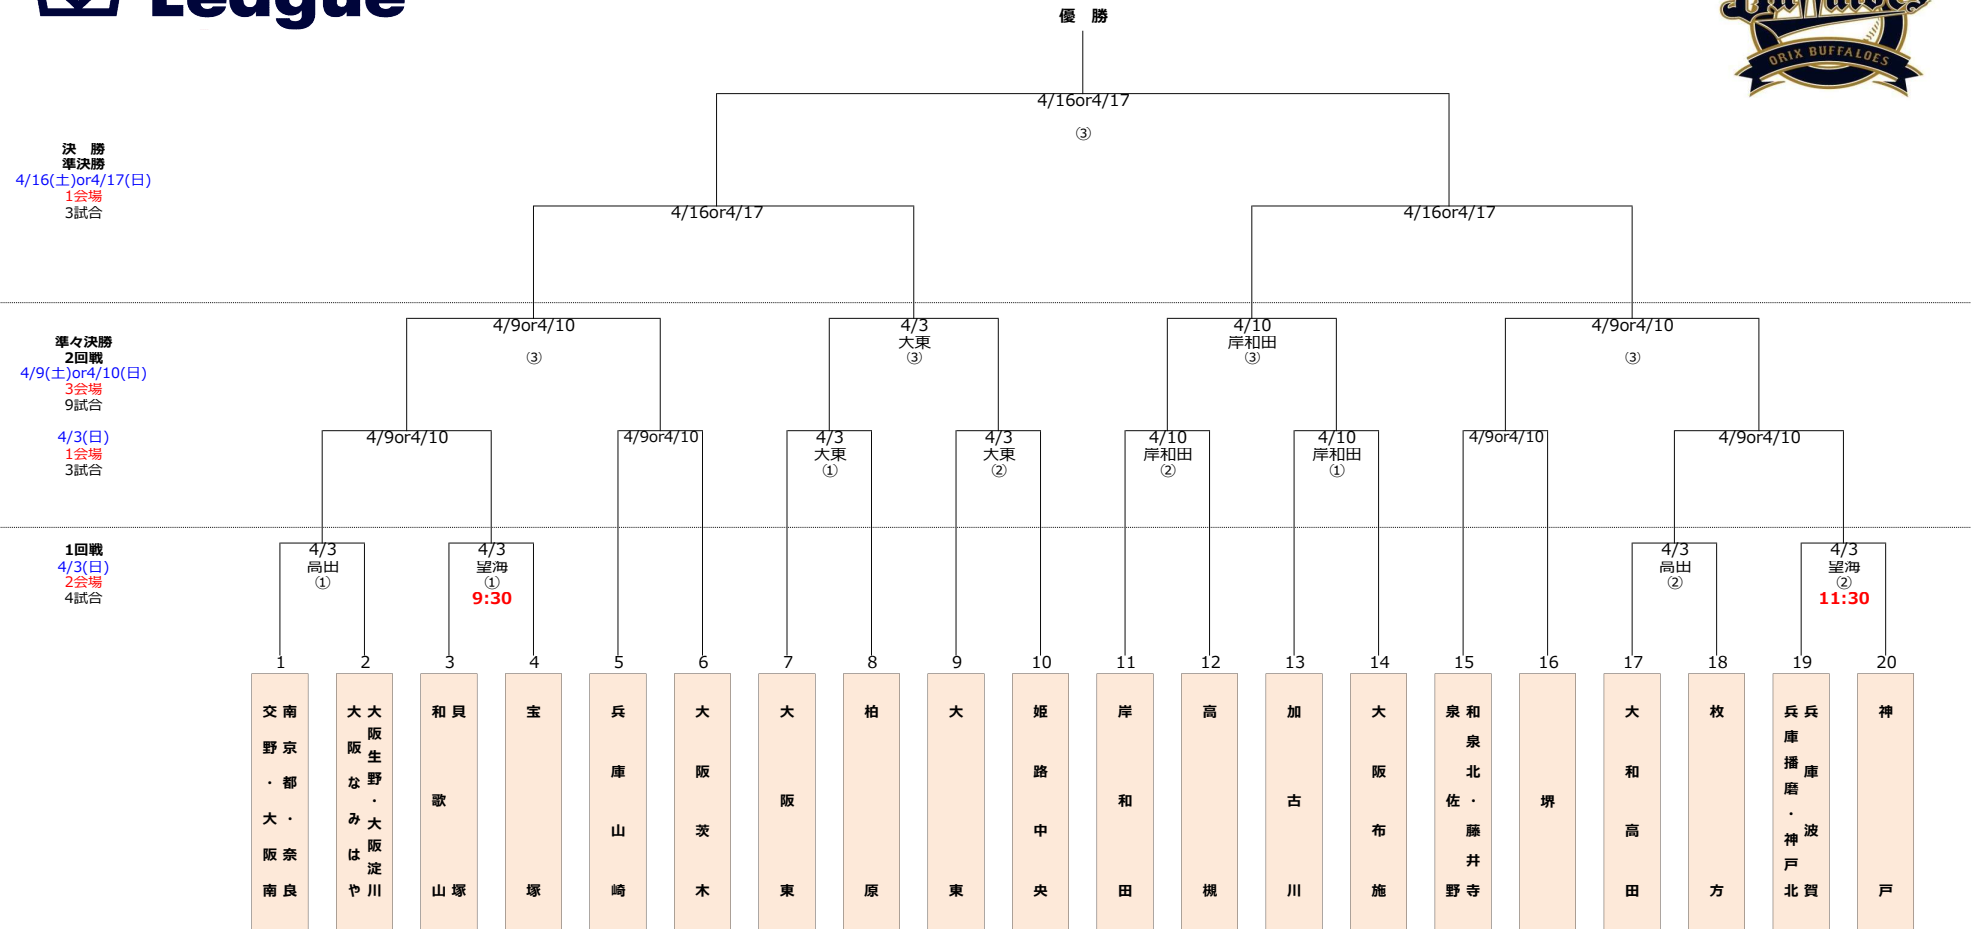 League
Buffaloes
ORIX BUFFALOES
優　勝
4/16or4/17
③
決　勝
準決勝
4/16(土)or4/17(日)
1会場
3試合
4/16or4/17
4/16or4/17
準々決勝
2回戦
4/9(土)or4/10(日)
3会場
9試合
4/3(日)
1会場
3試合
4/9or4/10
③
4/3
大東
③
4/10
岸和田
③
4/9or4/10
③
4/9or4/10
4/9or4/10
4/3
大東
①
4/3
大東
②
4/10
岸和田
②
4/10
岸和田
①
4/9or4/10
4/9or4/10
1回戦
4/3(日)
2会場
4試合
4/3
高田
①
4/3
望海
①
9:30
4/3
高田
②
4/3
望海
②
11:30
1
南京都・奈良
交野・大阪南
2
大阪生野・大阪淀川
大阪なみはや
3
貝塚
和歌山
4
宝塚
5
兵庫山崎
6
大阪茨木
7
大阪東
8
柏原
9
大東
10
姫路中央
11
岸和田
12
高槻
13
加古川
14
大阪布施
15
和泉北・藤井寺
泉佐野
16
堺
17
大和高田
18
枚方
19
兵庫波賀
兵庫播磨・神戸北
20
神戸